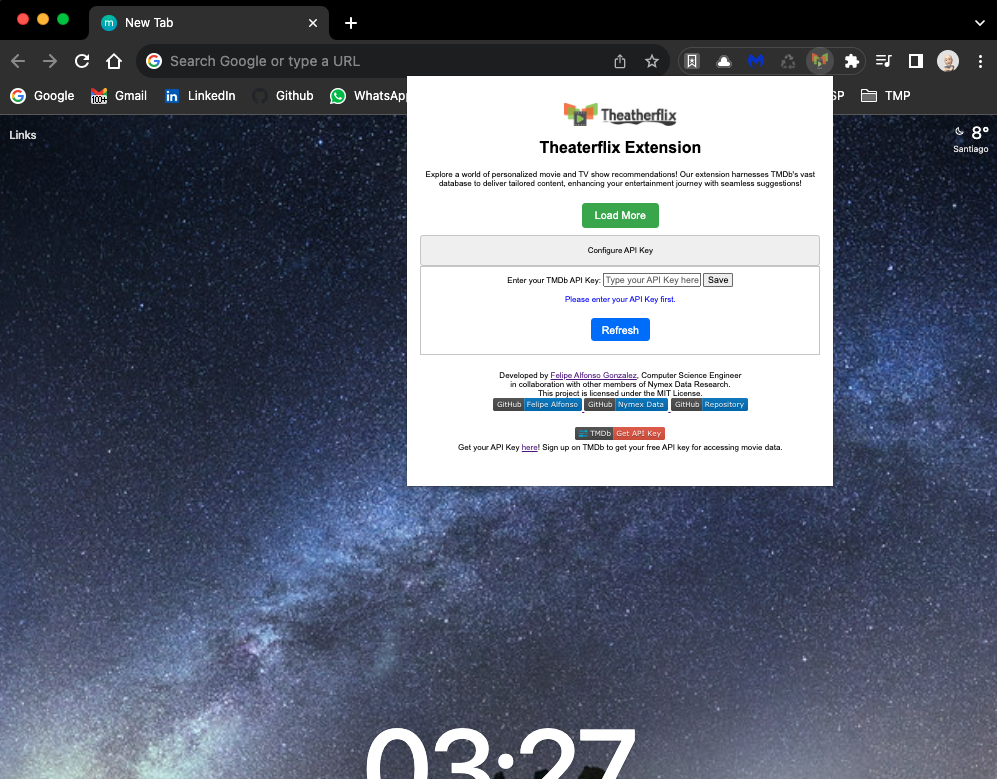 New Tab
Search Google or type a URL
Google
Gmail
100+
LinkedIn
Github
WhatsApp
SP
TMP
Links
8°
Santiago
Theatherflix
Theaterflix Extension
Explore a world of personalized movie and TV show recommendations! Our extension harnesses TMDb's vast
database to deliver tailored content, enhancing your entertainment journey with seamless suggestions!
Load More
Configure API Key
Enter your TMDb API Key: Type your API Key here Save
Please enter your API Key first.
Refresh
Developed by Felipe Alfonso Gonzalez, Computer Science Engineer
in collaboration with other members of Nymex Data Research.
This project is licensed under the MIT License.
GitHub Felipe Alfonso GitHub Nymex Data GitHub Repository
TMDb Get API Key
Get your API Key here! Sign up on TMDb to get your free API key for accessing movie data.
03:27